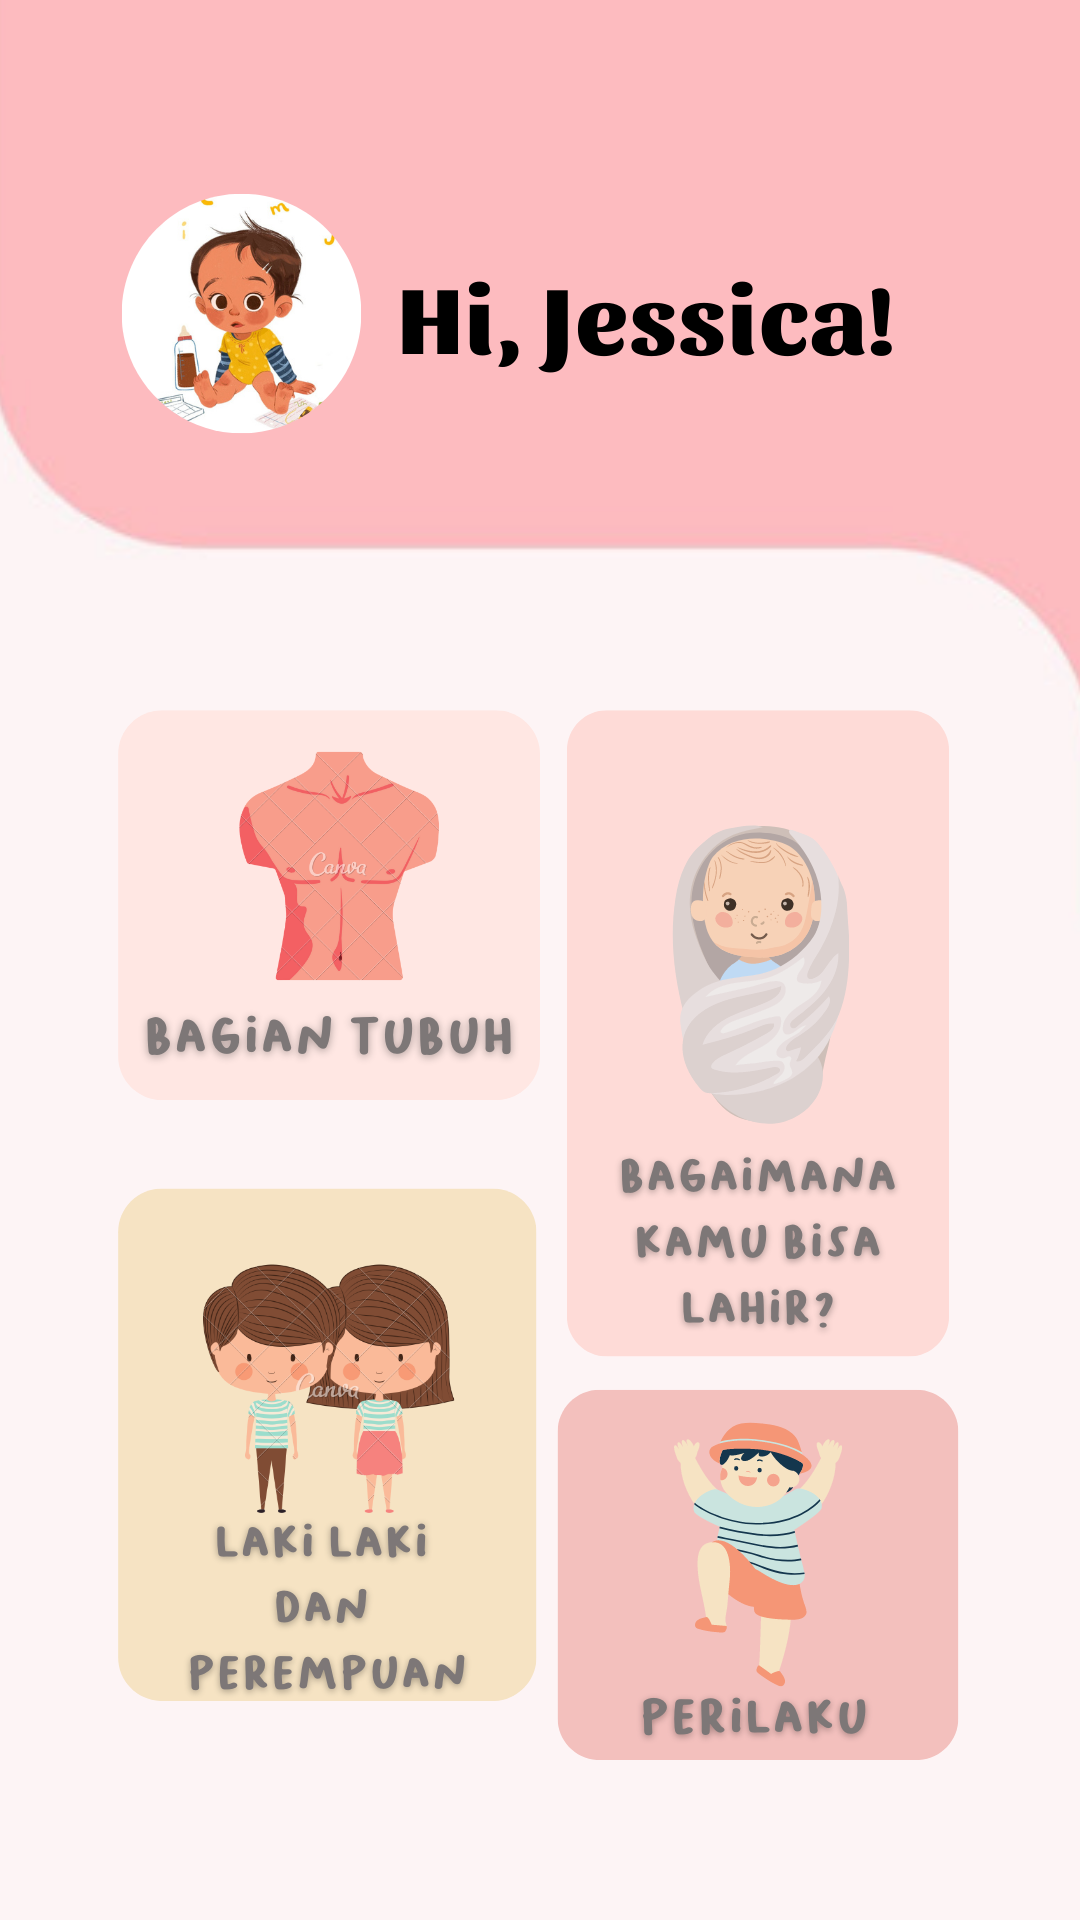 Hi, Jessica!
i
m
Canva
BAGiAN TUBUH
BAGAiMANA
KAMU BiSA
LAHiR?
Canva
LAKi LAKi
DAN
PEREMPUAN
PERiLAKU